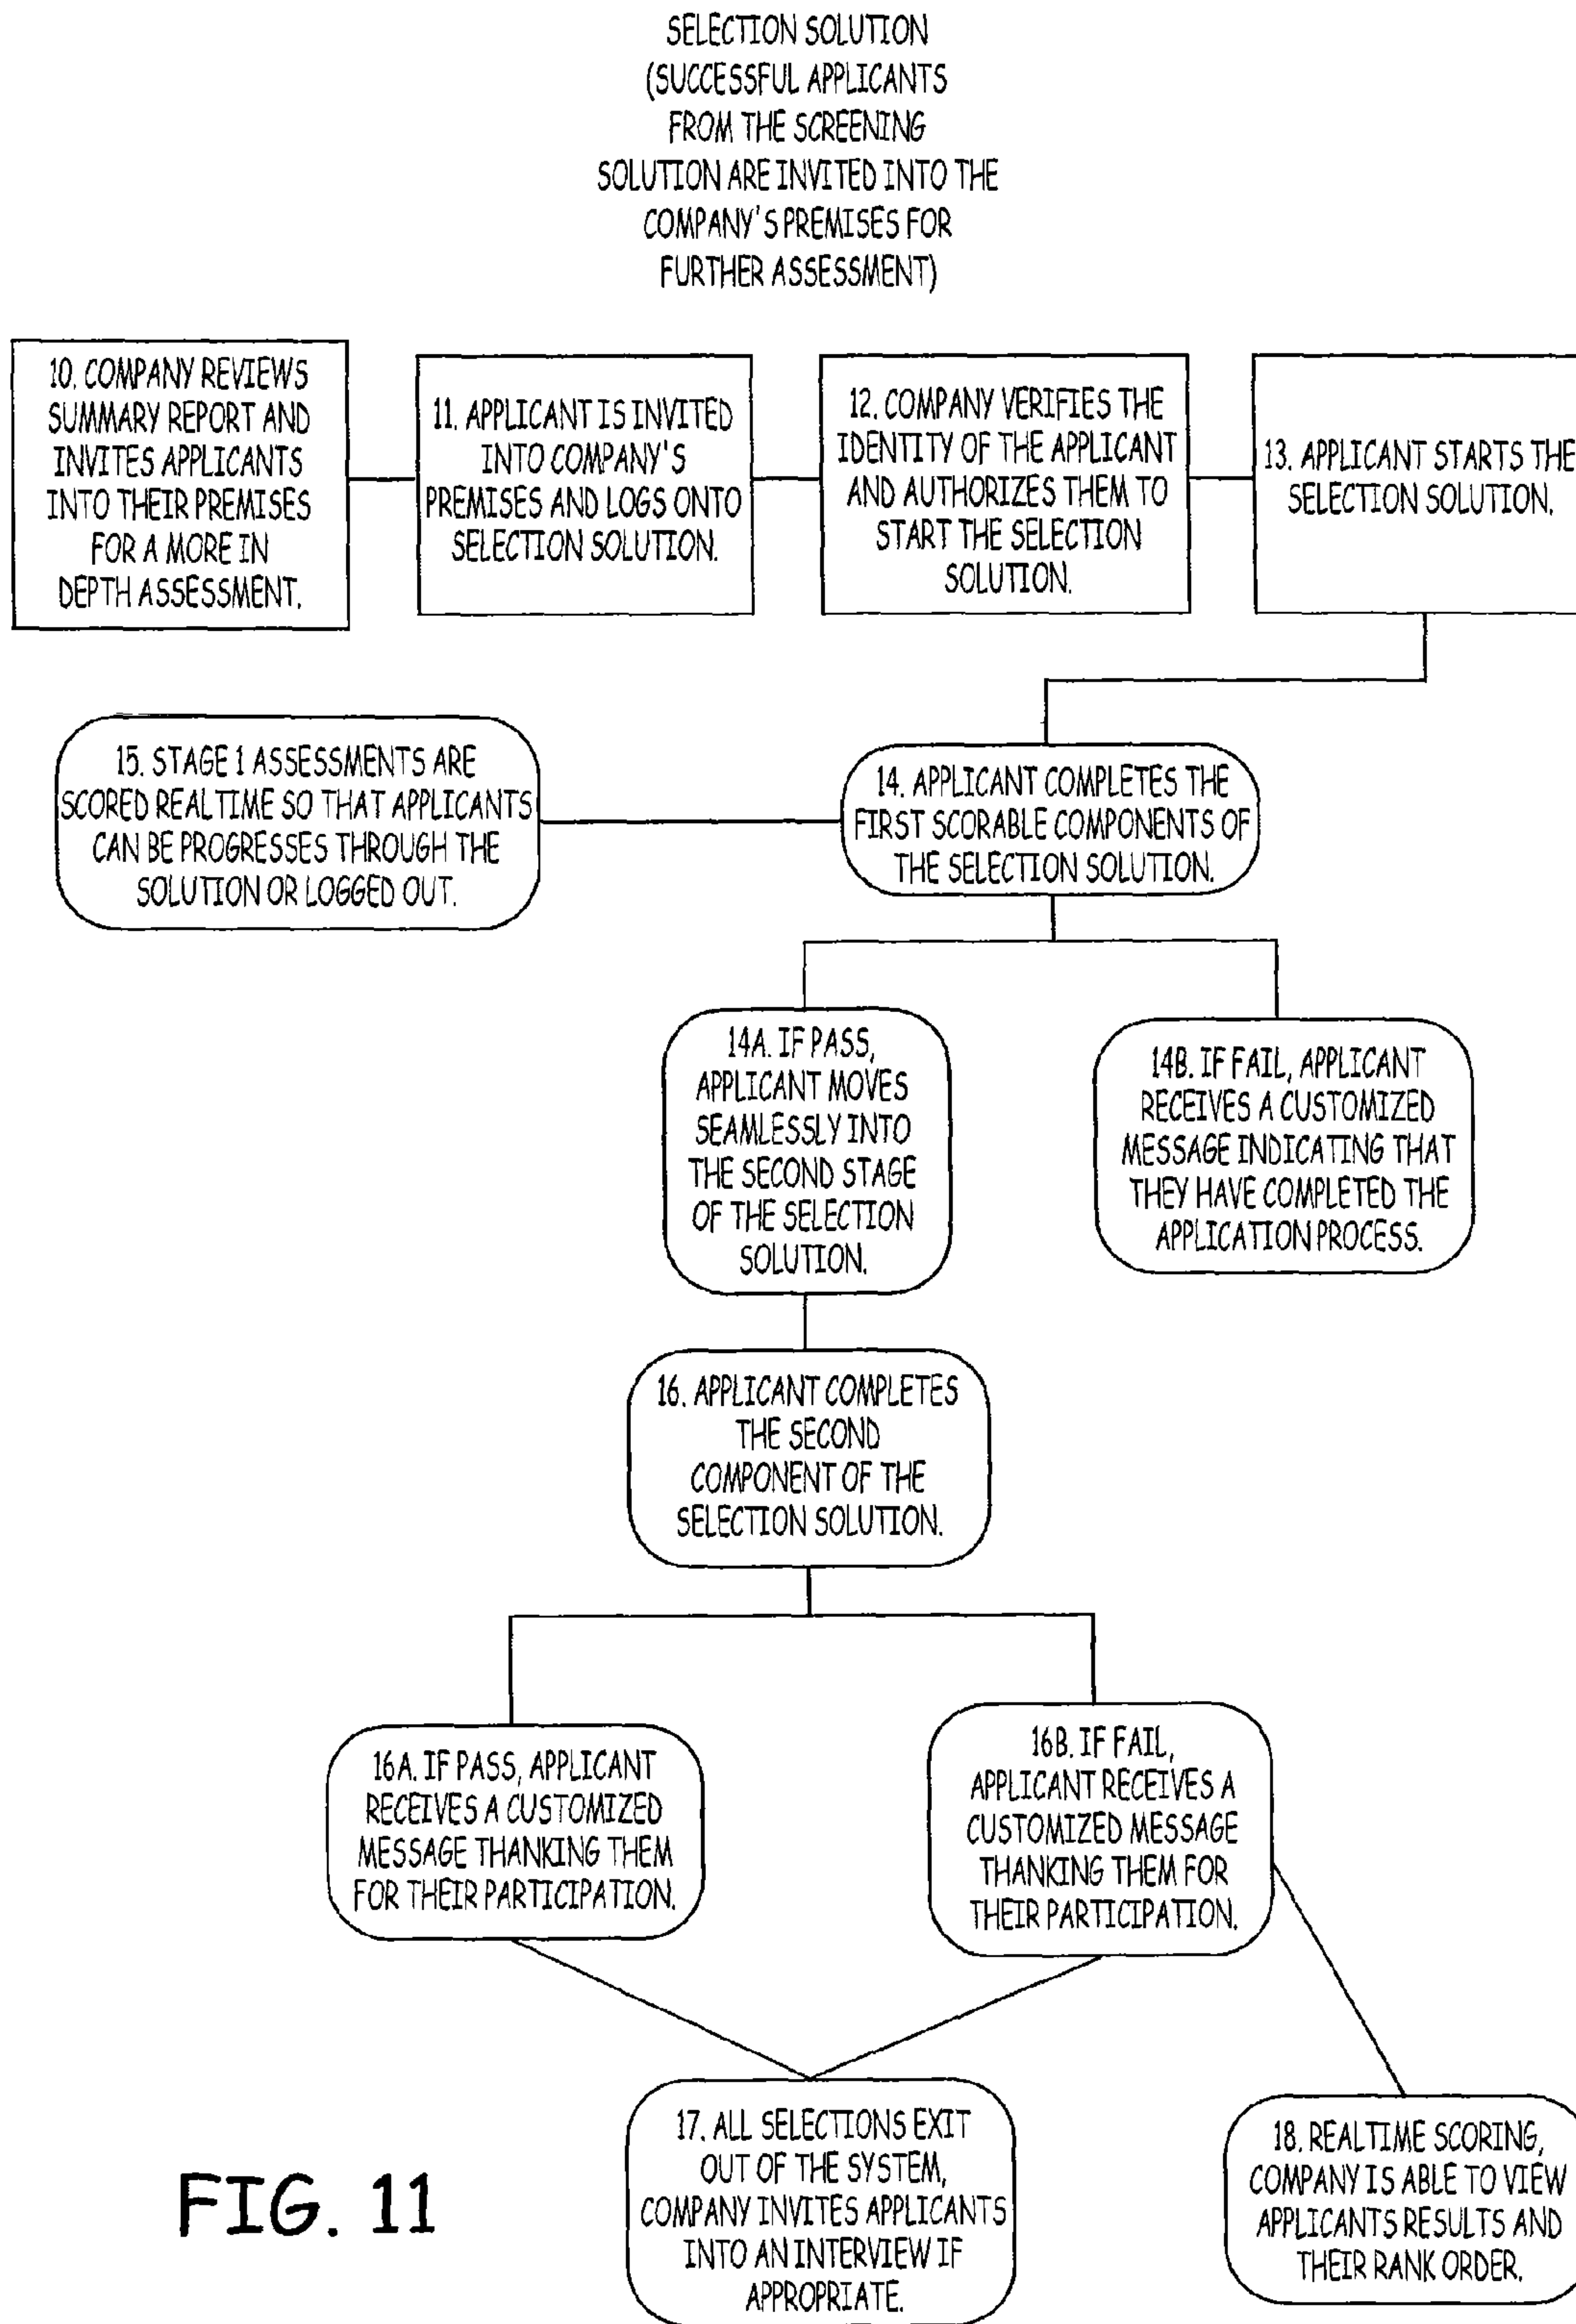 SELECTION SOLUTION
(SUCCESSFUL APPLICANTS
FROM THE SCREENING
SOLUTION ARE INVITED INTO THE
COMPANY'S PREMISES FOR
FURTHER ASSESSMENT)
10. COMPANY REVIEWS
SUMMARY REPORT AND
INVITES APPLICANTS
INTO THEIR PREMISES
FOR A MORE IN
DEPTH ASSESSMENT.
11. APPLICANT IS INVITED
INTO COMPANY'S
PREMISES AND LOGS ONTO
SELECTION SOLUTION.
12. COMPANY VERIFIES THE
IDENTITY OF THE APPLICANT
AND AUTHORIZES THEM TO
START THE SELECTION
SOLUTION.
13. APPLICANT STARTS THE
SELECTION SOLUTION.
15. STAGE 1 ASSESSMENTS ARE
SCORED REALTIME SO THAT APPLICANTS
CAN BE PROGRESSES THROUGH THE
SOLUTION OR LOGGED OUT.
14. APPLICANT COMPLETES THE
FIRST SCORABLE COMPONENTS OF
THE SELECTION SOLUTION.
14A. IF PASS,
APPLICANT MOVES
SEAMLESSLY INTO
THE SECOND STAGE
OF THE SELECTION
SOLUTION.
14B. IF FAIL, APPLICANT
RECEIVES A CUSTOMIZED
MESSAGE INDICATING THAT
THEY HAVE COMPLETED THE
APPLICATION PROCESS.
16. APPLICANT COMPLETES
THE SECOND
COMPONENT OF THE
SELECTION SOLUTION.
16A. IF PASS, APPLICANT
RECEIVES A CUSTOMIZED
MESSAGE THANKING THEM
FOR THEIR PARTICIPATION.
16B. IF FAIL,
APPLICANT RECEIVES A
CUSTOMIZED MESSAGE
THANKING THEM FOR
THEIR PARTICIPATION.
17. ALL SELECTIONS EXIT
OUT OF THE SYSTEM,
COMPANY INVITES APPLICANTS
INTO AN INTERVIEW IF
APPROPRIATE.
18. REALTIME SCORING,
COMPANY IS ABLE TO VIEW
APPLICANTS RESULTS AND
THEIR RANK ORDER.
FIG. 11